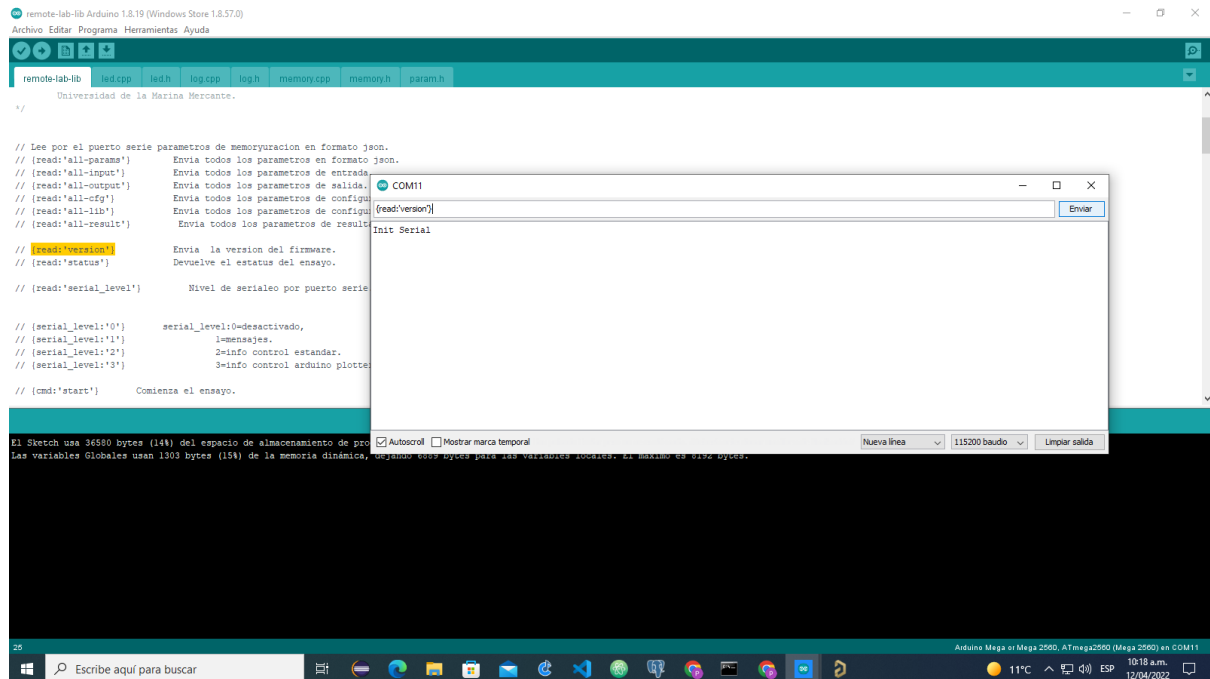 remote-lab-lib Arduino 1.8.19 (Windows Store 1.8.57.0)
Archivo Editar Programa Herramientas Ayuda
remote-lab-lib led.cpp led.h log.cpp log.h memory.cpp memory.h param.h
Universidad de la Marina Mercante.
*/
// Lee por el puerto serie parametros de memoryuracion en formato json.
// {read:'all-params'} Envia todos los parametros en formato json.
// {read:'all-input'} Envia todos los parametros de entrada.
// {read:'all-output'} Envia todos los parametros de salida.
// {read:'all-cfg'} Envia todos los parametros de configu
// {read:'all-lib'} Envia todos los parametros de configu
// {read:'all-result'} Envia todos los parametros de result
// {read:'version'} Envia la version del firmware.
// {read:'status'} Devuelve el estatus del ensayo.
// {read:'serial_level'} Nivel de serialeo por puerto serie
// {serial_level:'0'} serial_level:0=desactivado,
// {serial_level:'1'} 1=mensajes.
// {serial_level:'2'} 2=info control estandar.
// {serial_level:'3'} 3=info control arduino plotte
// {cmd:'start'} Comienza el ensayo.
COM11
{read:'version'}
Enviar
Init Serial
Autoscroll Mostrar marca temporal Nueva línea 115200 baudio Limpiar salida
El Sketch usa 36580 bytes (14%) del espacio de almacenamiento de pro
Las variables Globales usan 1303 bytes (15%) de la memoria dinámica, dejando 6889 bytes para las variables locales. El máximo es 8192 bytes.
25 Arduino Mega or Mega 2560, ATmega2560 (Mega 2560) en COM11
Escribe aquí para buscar
11°C ESP 10:18 a.m.
12/04/2022